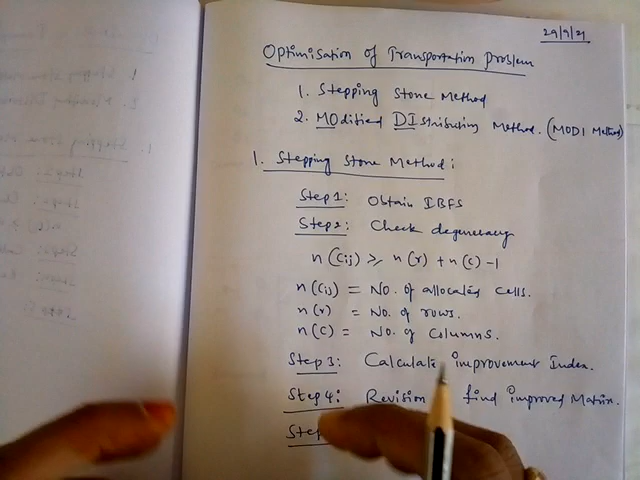 29/9/21
Optimisation of Transportation Problem
1. Stepping Stone Method
2. MOdified DIstributing Method. (MODI Method)
1. Stepping Stone Method:
Step 1: Obtain IBFS
Step 2: Check degeneracy
n(Cij) ≥ n(r) + n(c) - 1
n(Cij) = No. of allocated cells.
n(r) = No. of rows.
n(C) = No. of Columns.
Step 3: Calculate improvement Index.
Step 4: Revision find improved Matrix.
Step